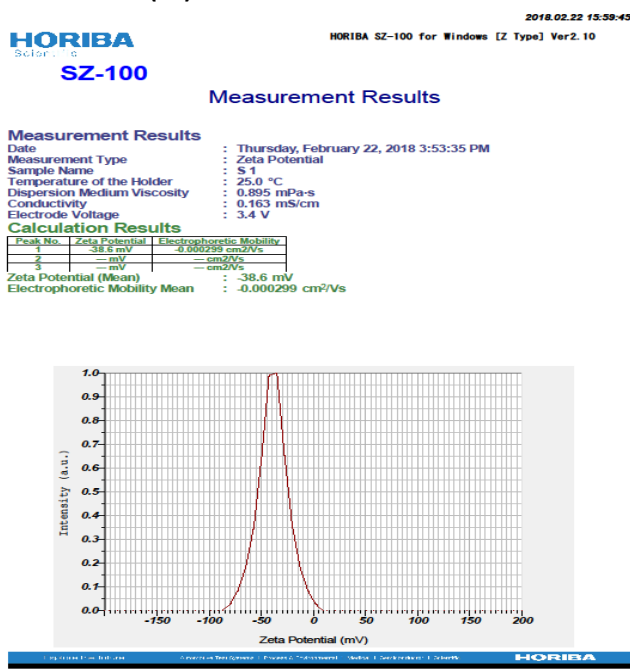 2018.02.22 15:59:45
HORIBA
HORIBA SZ-100 for Windows [Z Type] Ver2.10
SZ-100
Measurement Results
Measurement Results
Date : Thursday, February 22, 2018 3:53:35 PM
Measurement Type : Zeta Potential
Sample Name : S 1
Temperature of the Holder : 25.0 °C
Dispersion Medium Viscosity : 0.895 mPa·s
Conductivity : 0.163 mS/cm
Electrode Voltage : 3.4 V
Calculation Results
Peak No. Zeta Potential Electrophoretic Mobility
1 -38.6 mV -0.000299 cm2/Vs
2 — mV — cm2/Vs
3 — mV — cm2/Vs
Zeta Potential (Mean) : -38.6 mV
Electrophoretic Mobility Mean : -0.000299 cm²/Vs
1.0
0.9
0.8
0.7
0.6
0.5
0.4
0.3
0.2
0.1
0.0
Intensity (a.u.)
-150 -100 -50 0 50 100 150 200
Zeta Potential (mV)
HORIBA